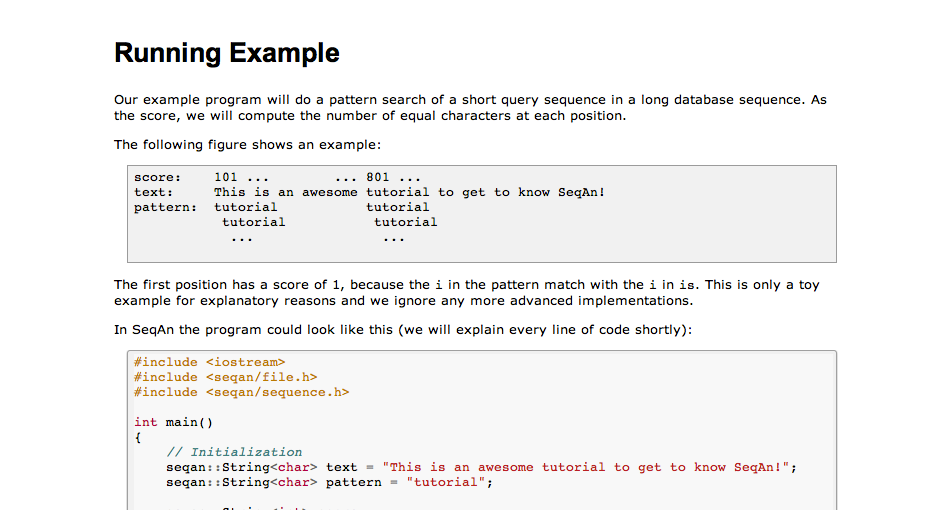 Running Example
Our example program will do a pattern search of a short query sequence in a long database sequence. As
the score, we will compute the number of equal characters at each position.
The following figure shows an example:
score:    101 ...        ... 801 ...
text:     This is an awesome tutorial to get to know SeqAn!
pattern:  tutorial           tutorial
           tutorial           tutorial
            ...                ...
The first position has a score of 1, because the i in the pattern match with the i in is. This is only a toy
example for explanatory reasons and we ignore any more advanced implementations.
In SeqAn the program could look like this (we will explain every line of code shortly):
#include <iostream>
#include <seqan/file.h>
#include <seqan/sequence.h>
int main()
{
    // Initialization
    seqan::String<char> text = "This is an awesome tutorial to get to know SeqAn!";
    seqan::String<char> pattern = "tutorial";